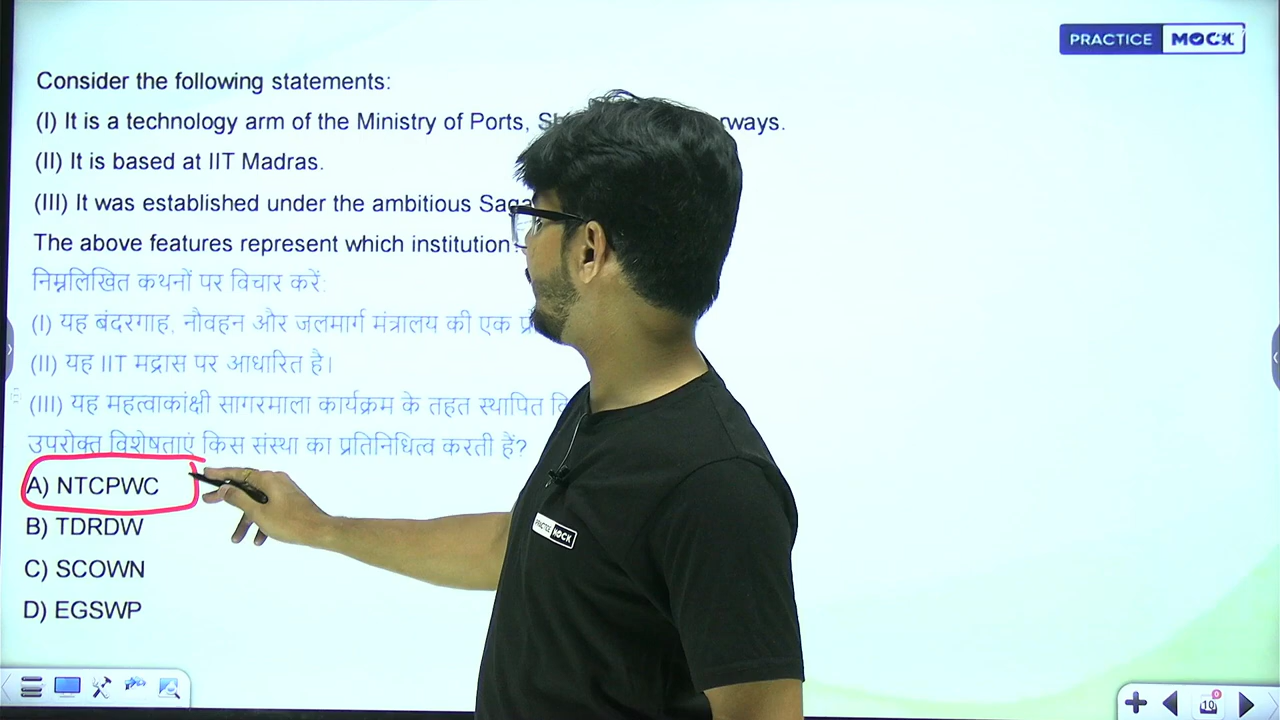 PRACTICE MOCK
Consider the following statements:
(I) It is a technology arm of the Ministry of Ports,
(II) It is based at IIT Madras.
(III) It was established under the ambitious
The above features represent which institution?
निम्नलिखित कथनों पर विचार करें:
(I) यह बंदरगाह, नौवहन और जलमार्ग मंत्रालय की एक
(II) यह IIT मद्रास पर आधारित है।
(III) यह महत्वाकांक्षी सागरमाला कार्यक्रम के तहत स्थापित
उपरोक्त विशेषताएं किस संस्था का प्रतिनिधित्व करती हैं?
A) NTCPWC
B) TDRDW
C) SCOWN
D) EGSWP
PRACTICE MOCK
10